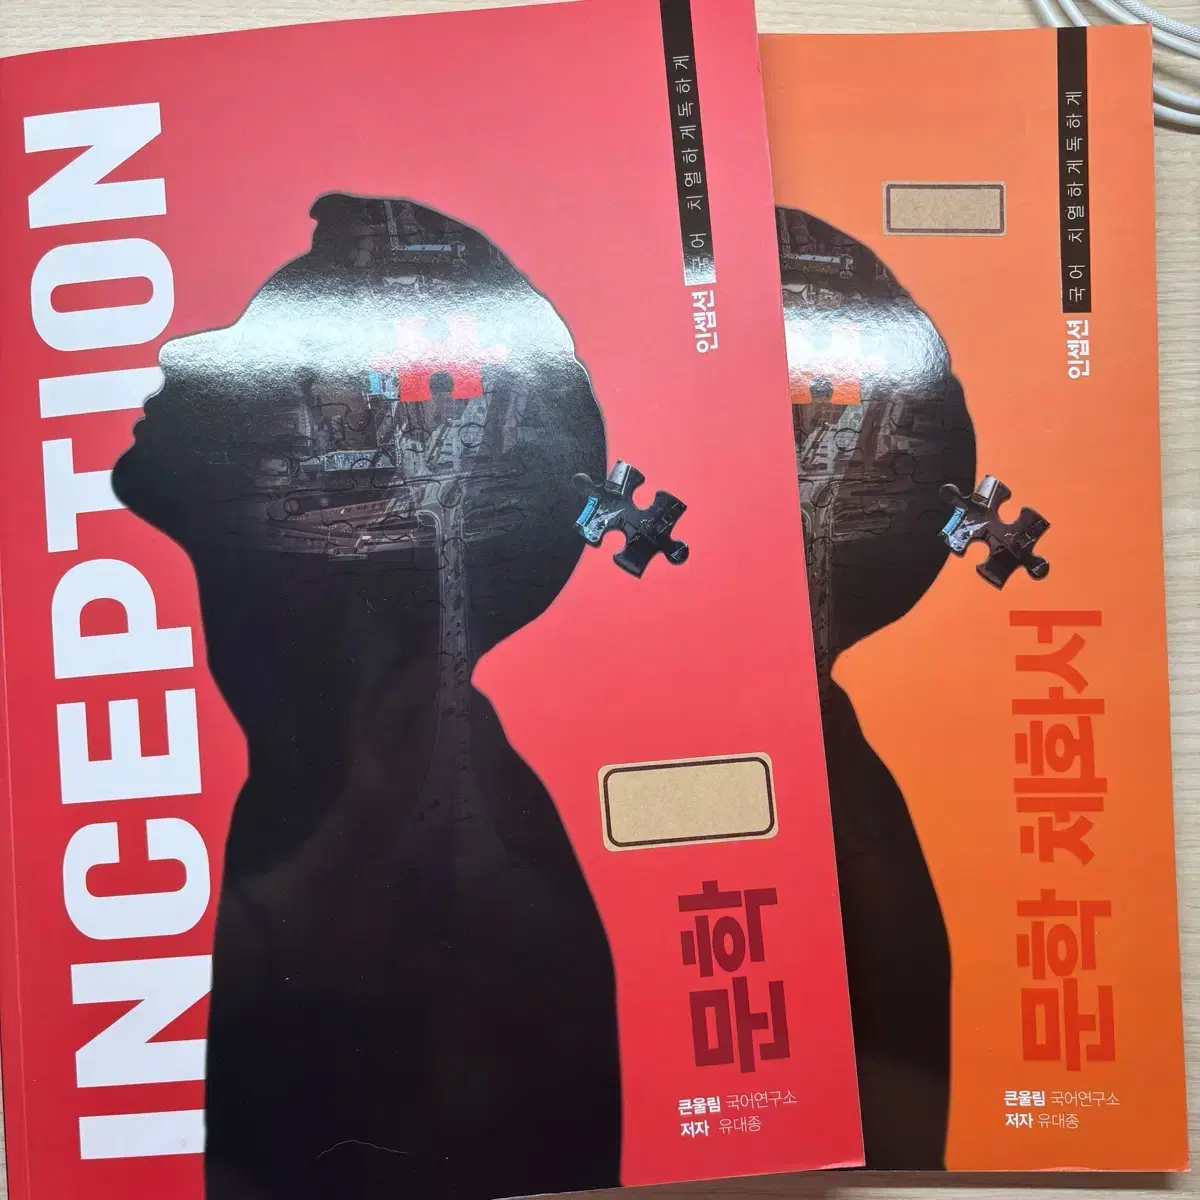 INCEPTION
인셉션 국어 치열하게독하게
문학
큰울림 국어연구소
저자 유대종
인셉션 국어 치열하게독하게
문학 체화서
큰울림 국어연구소
저자 유대종